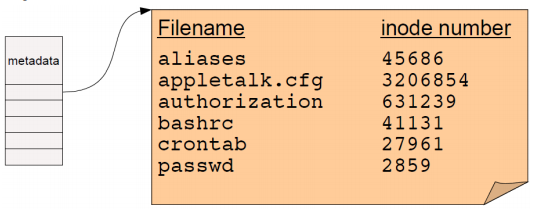 Filename inode number
metadata
aliases 45686
appletalk.cfg 3206854
authorization 631239
bashrc 41131
crontab 27961
passwd 2859